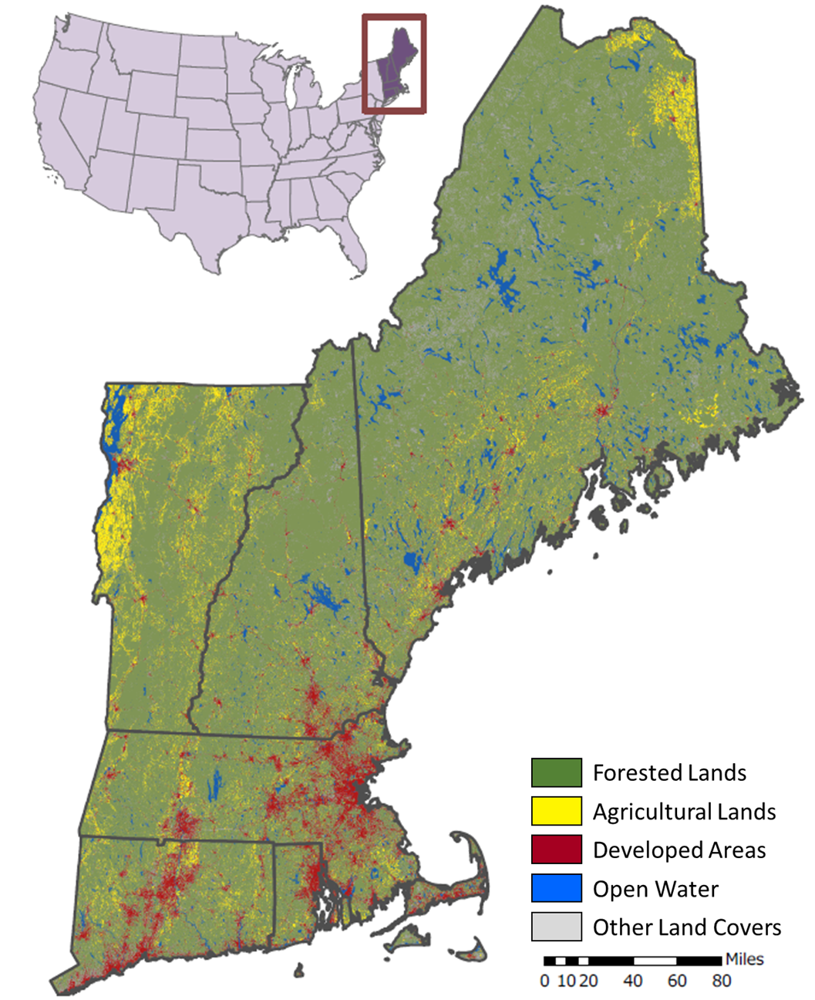 Forested Lands
Agricultural Lands
Developed Areas
Open Water
Other Land Covers
Miles
0 10 20 40 60 80